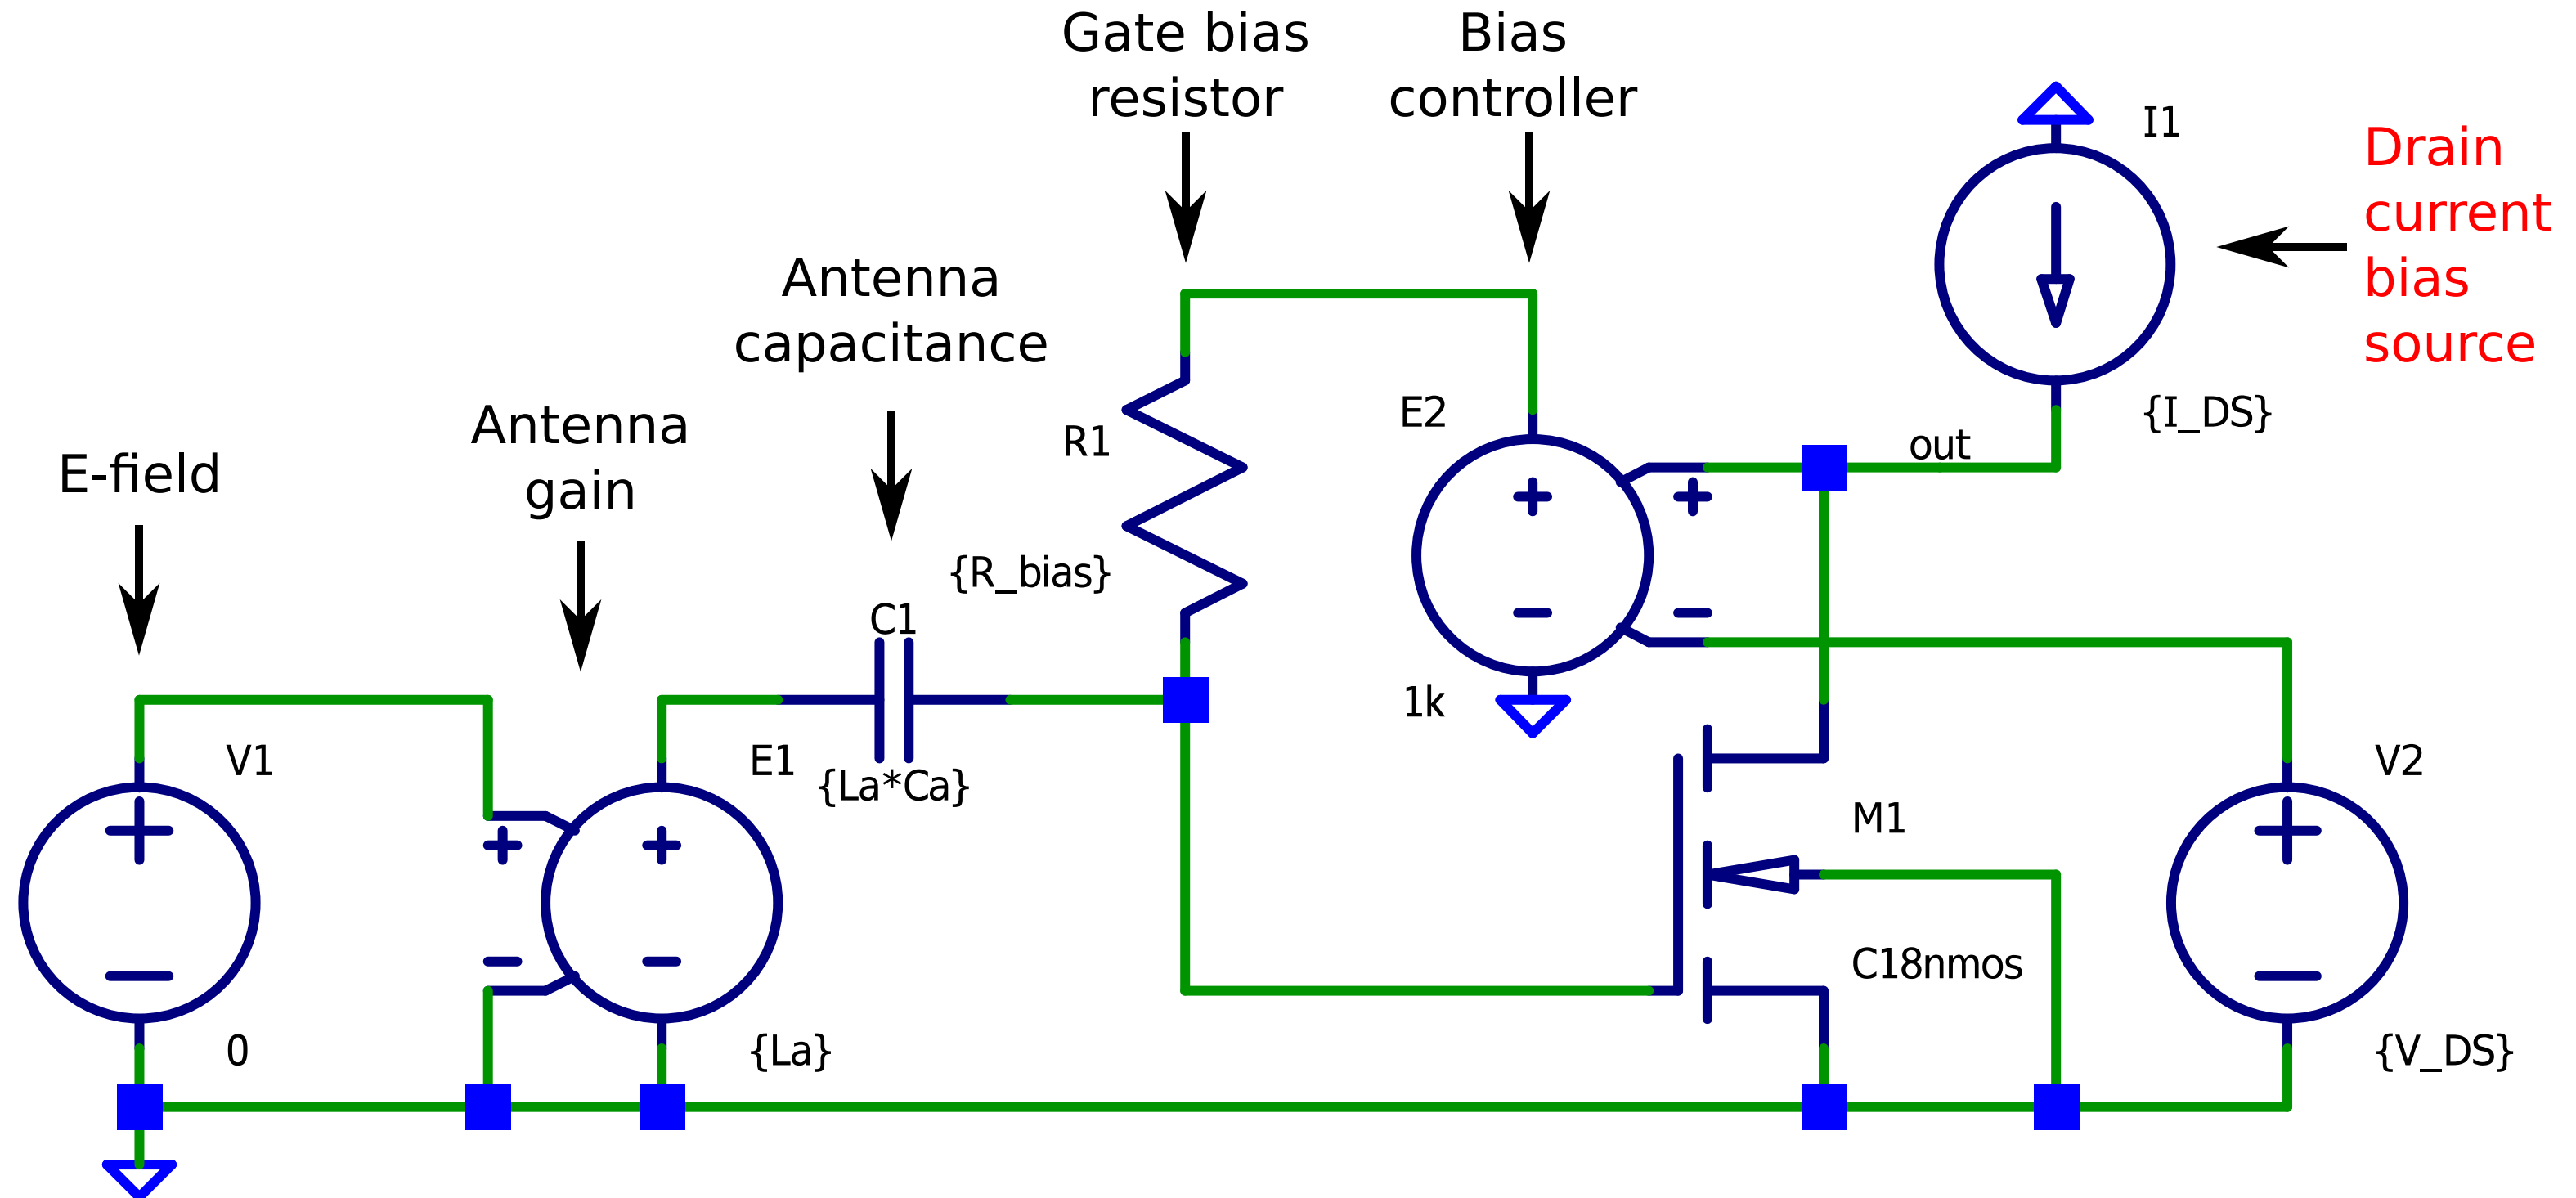 Gate bias
resistor
Bias
controller
I1
Drain
current
bias
source
Antenna
capacitance
Antenna
gain
E-field
R1
E2
{I_DS}
out
{R_bias}
C1
1k
V1
E1
{La*Ca}
V2
M1
C18nmos
0
{La}
{V_DS}